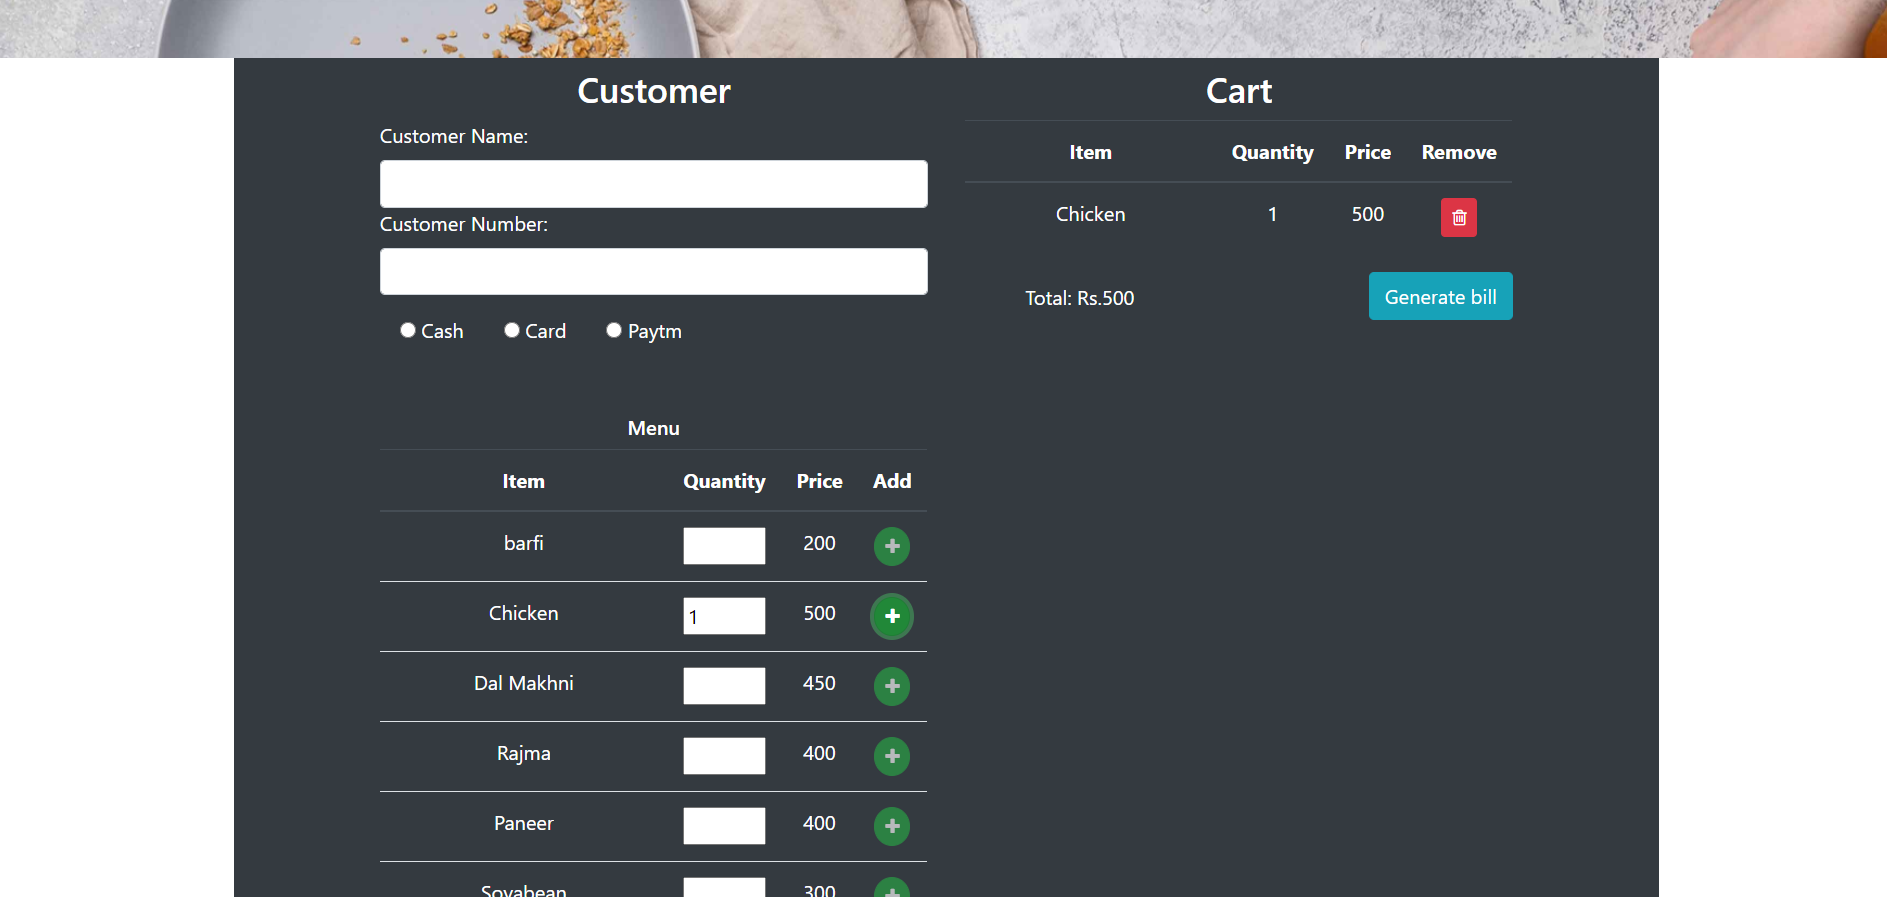 Customer
Customer Name:
Customer Number:
Cash Card Paytm
Menu
Item Quantity Price Add
barfi 200
Chicken 1 500
Dal Makhni 450
Rajma 400
Paneer 400
Soyabean 300
Cart
Item Quantity Price Remove
Chicken 1 500
Total: Rs.500 Generate bill